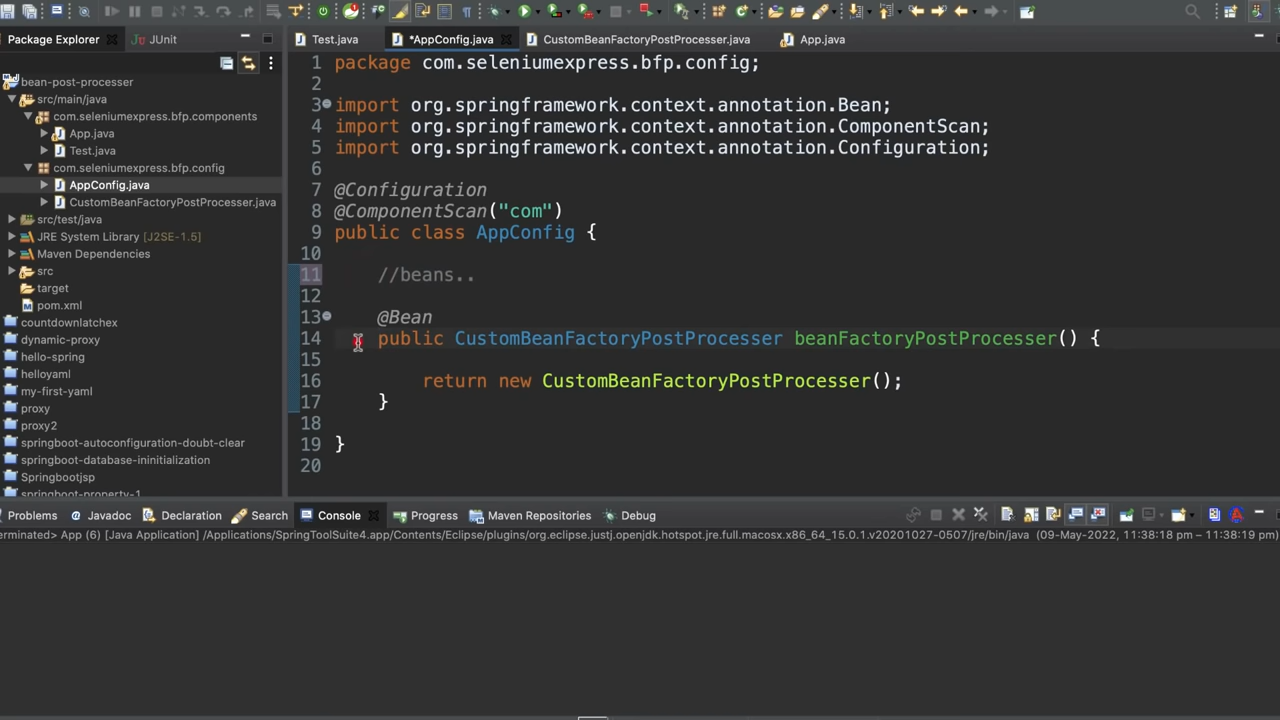 Package Explorer
JUnit
bean-post-processer
src/main/java
com.seleniumexpress.bfp.components
App.java
Test.java
com.seleniumexpress.bfp.config
AppConfig.java
CustomBeanFactoryPostProcesser.java
src/test/java
JRE System Library [J2SE-1.5]
Maven Dependencies
src
target
pom.xml
countdownlatchex
dynamic-proxy
hello-spring
helloyaml
my-first-yaml
proxy
proxy2
springboot-autoconfiguration-doubt-clear
springboot-database-ininitialization
Springbootjsp
springboot-property-1
Test.java
*AppConfig.java
CustomBeanFactoryPostProcesser.java
App.java
1 package com.seleniumexpress.bfp.config;
2
3 import org.springframework.context.annotation.Bean;
4 import org.springframework.context.annotation.ComponentScan;
5 import org.springframework.context.annotation.Configuration;
6
7 @Configuration
8 @ComponentScan("com")
9 public class AppConfig {
10
11 //beans..
12
13 @Bean
14 public CustomBeanFactoryPostProcesser beanFactoryPostProcesser() {
15
16 return new CustomBeanFactoryPostProcesser();
17 }
18
19 }
20
Problems @ Javadoc Declaration Search Console Progress Maven Repositories Debug
erminated> App (6) [Java Application] /Applications/SpringToolSuite4.app/Contents/Eclipse/plugins/org.eclipse.justj.openjdk.hotspot.jre.full.macosx.x86_64_15.0.1.v20201027-0507/jre/bin/java (09-May-2022, 11:38:18 pm – 11:38:19 pm)